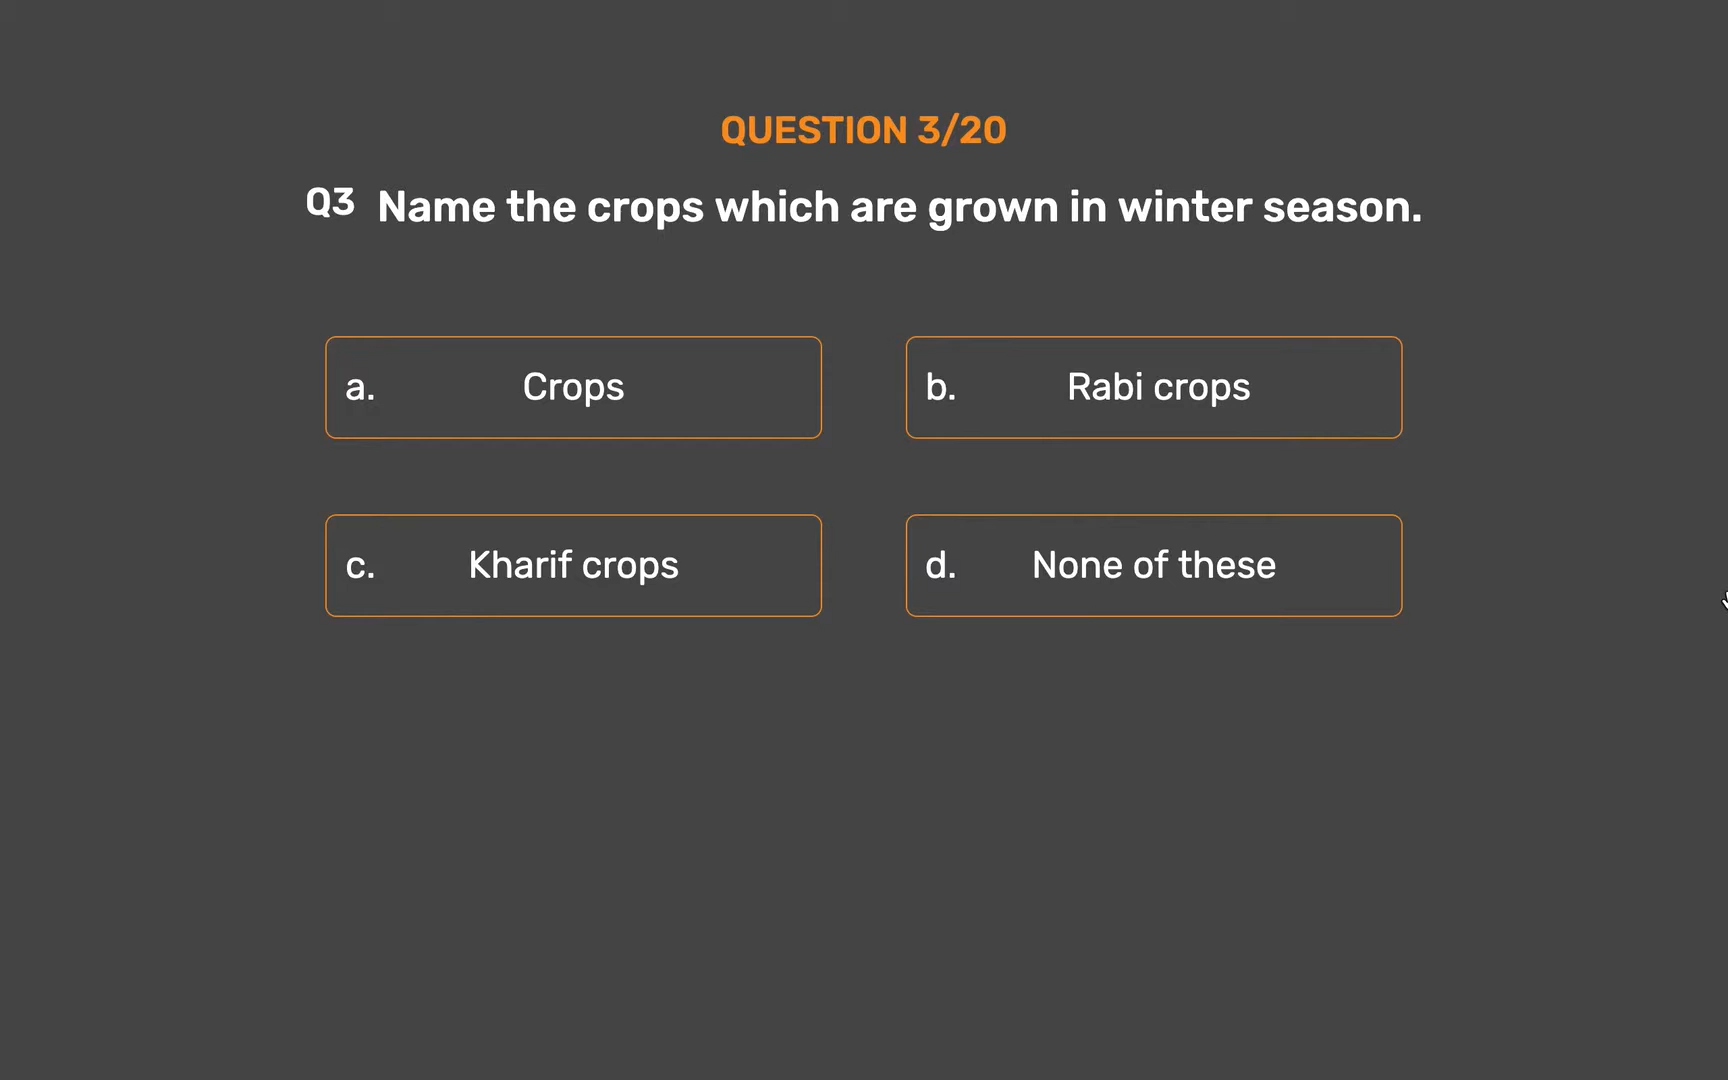 QUESTION 3/20
Q3 Name the crops which are grown in winter season.
a. Crops
b. Rabi crops
c. Kharif crops
d. None of these